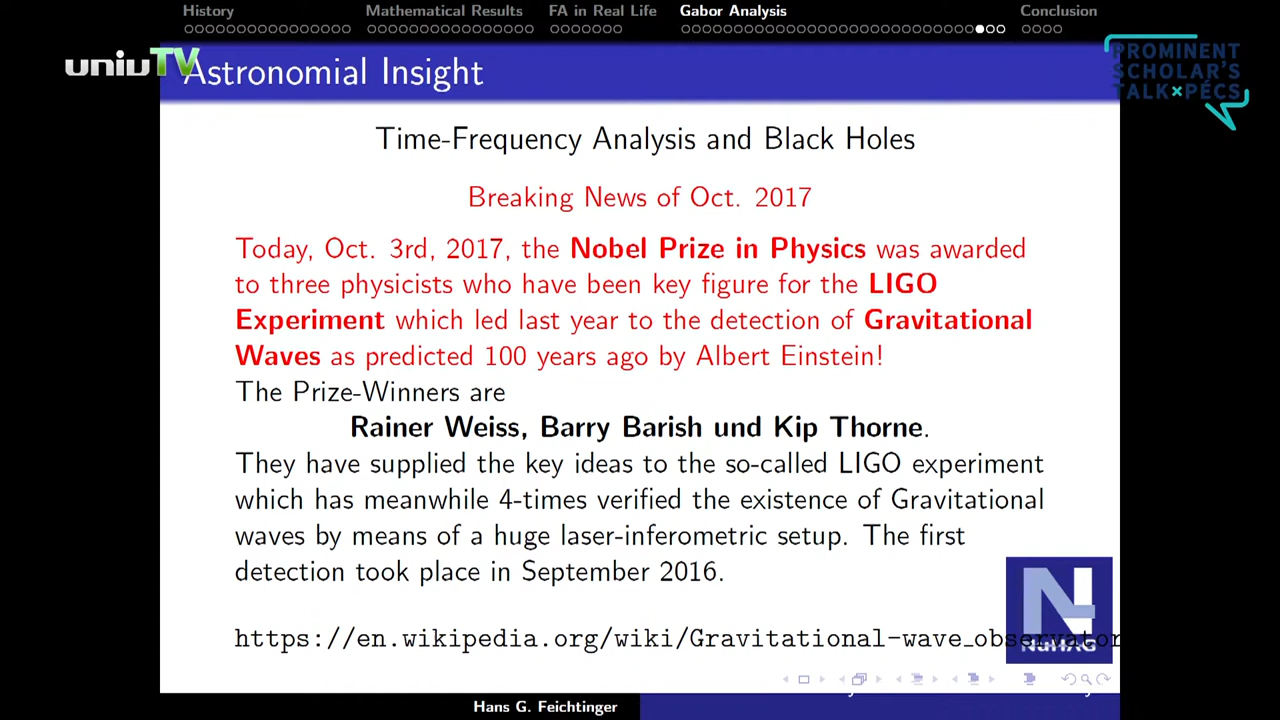 History Mathematical Results FA in Real Life Gabor Analysis Conclusion
uniuTV
Astronomial Insight
PROMINENT
SCHOLAR'S
TALK×PÉCS
Time-Frequency Analysis and Black Holes
Breaking News of Oct. 2017
Today, Oct. 3rd, 2017, the Nobel Prize in Physics was awarded
to three physicists who have been key figure for the LIGO
Experiment which led last year to the detection of Gravitational
Waves as predicted 100 years ago by Albert Einstein!
The Prize-Winners are
Rainer Weiss, Barry Barish und Kip Thorne.
They have supplied the key ideas to the so-called LIGO experiment
which has meanwhile 4-times verified the existence of Gravitational
waves by means of a huge laser-inferometric setup. The first
detection took place in September 2016.
https://en.wikipedia.org/wiki/Gravitational-wave_observator
NuHAG
Hans G. Feichtinger